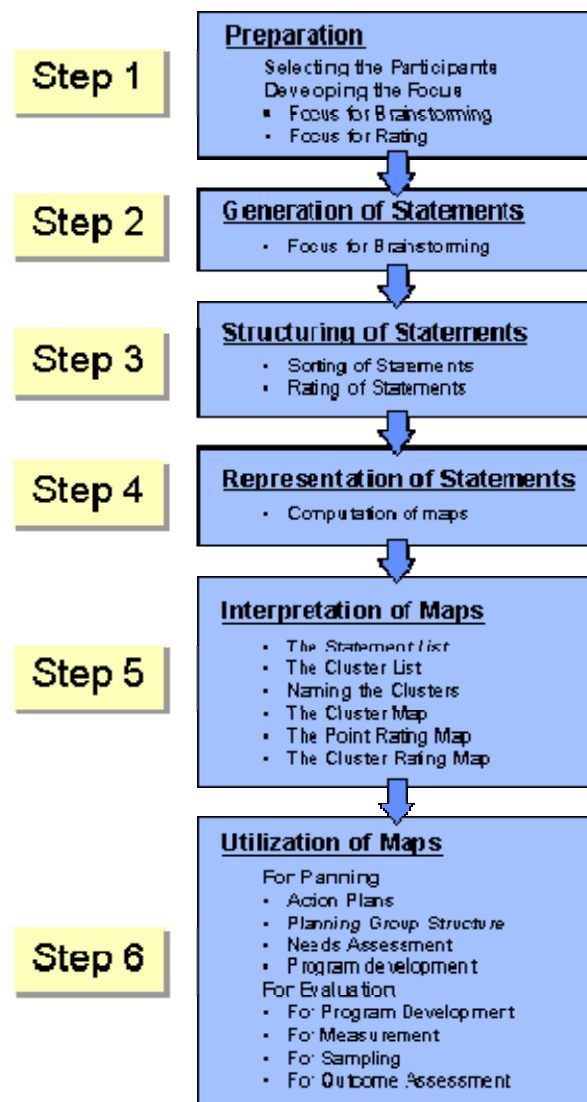 Step 1
Preparation
Selecting the Participants
Deveoping the Focus
▪ Focus for Brainstorming
• Focus for Rating
Step 2
Generation of Statements
• Focus for Brainstorming
Step 3
Structuring of Statements
• Sorting of Statements
• Rating of Statements
Step 4
Representation of Statements
• Computation of maps
Step 5
Interpretation of Maps
• The Statement List
• The Cluster List
• Naming the Clusters
• The Cluster Map
• The Point Rating Map
• The Cluster Rating Map
Step 6
Utilization of Maps
For Planning
• Action Plans
• Planning Group Structure
• Needs Assessment
▪ Program development
For Evaluation
• For Program Development
• For Measurement
• For Sampling
• For Outcome Assessment